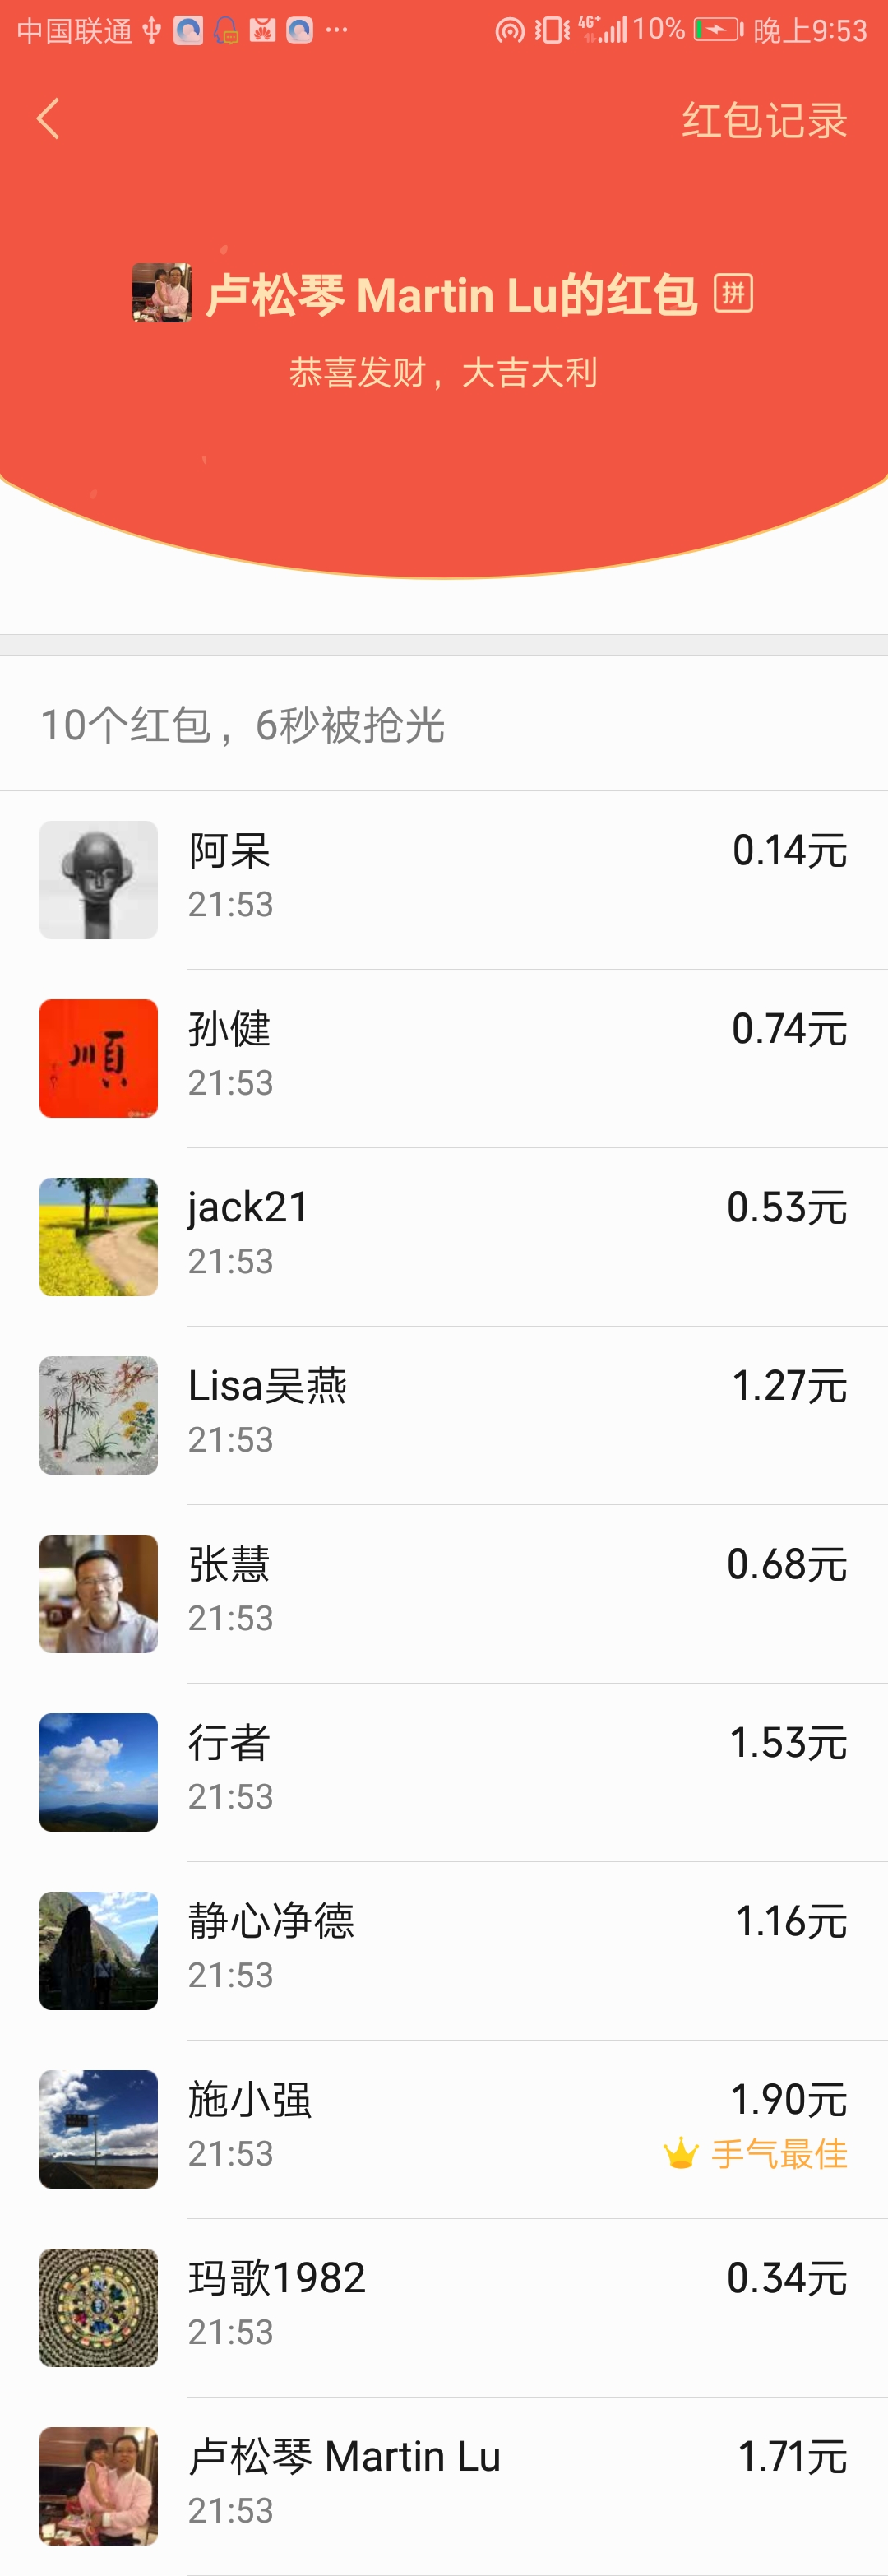 中国联通 4G+ 10% 晚上9:53
红包记录
卢松琴 Martin Lu的红包 拼
恭喜发财，大吉大利
10个红包，6秒被抢光
阿呆 0.14元
21:53
順
孙健 0.74元
21:53
jack21 0.53元
21:53
Lisa吴燕 1.27元
21:53
张慧 0.68元
21:53
行者 1.53元
21:53
静心净德 1.16元
21:53
施小强 1.90元
21:53 手气最佳
玛歌1982 0.34元
21:53
卢松琴 Martin Lu 1.71元
21:53